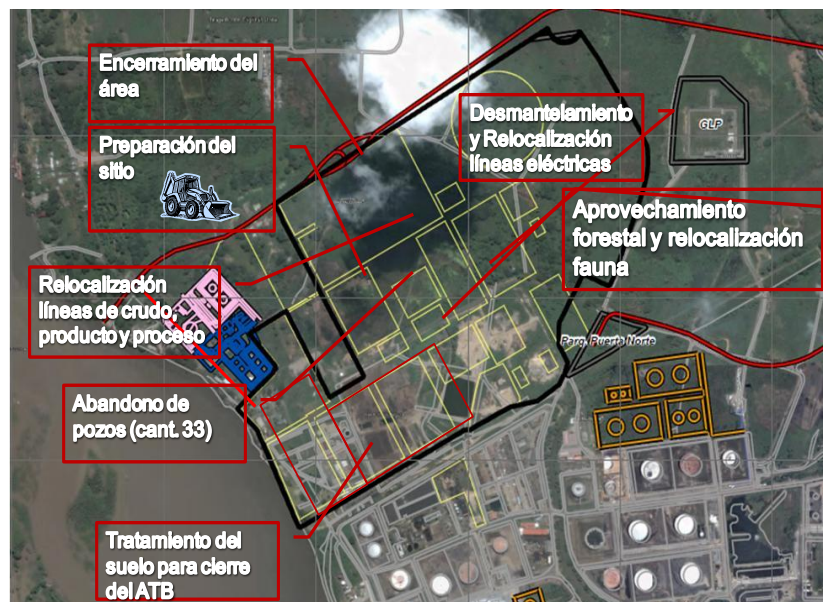 Encerramiento del
área
Preparación del
sitio
Relocalización
líneas de crudo,
producto y proceso
Abandono de
pozos (cant. 33)
Tratamiento del
suelo para cierre
del ATB
Desmantelamiento
y Relocalización
líneas eléctricas
GLP
Aprovechamiento
forestal y relocalización
fauna
Parq. Puerta Norte